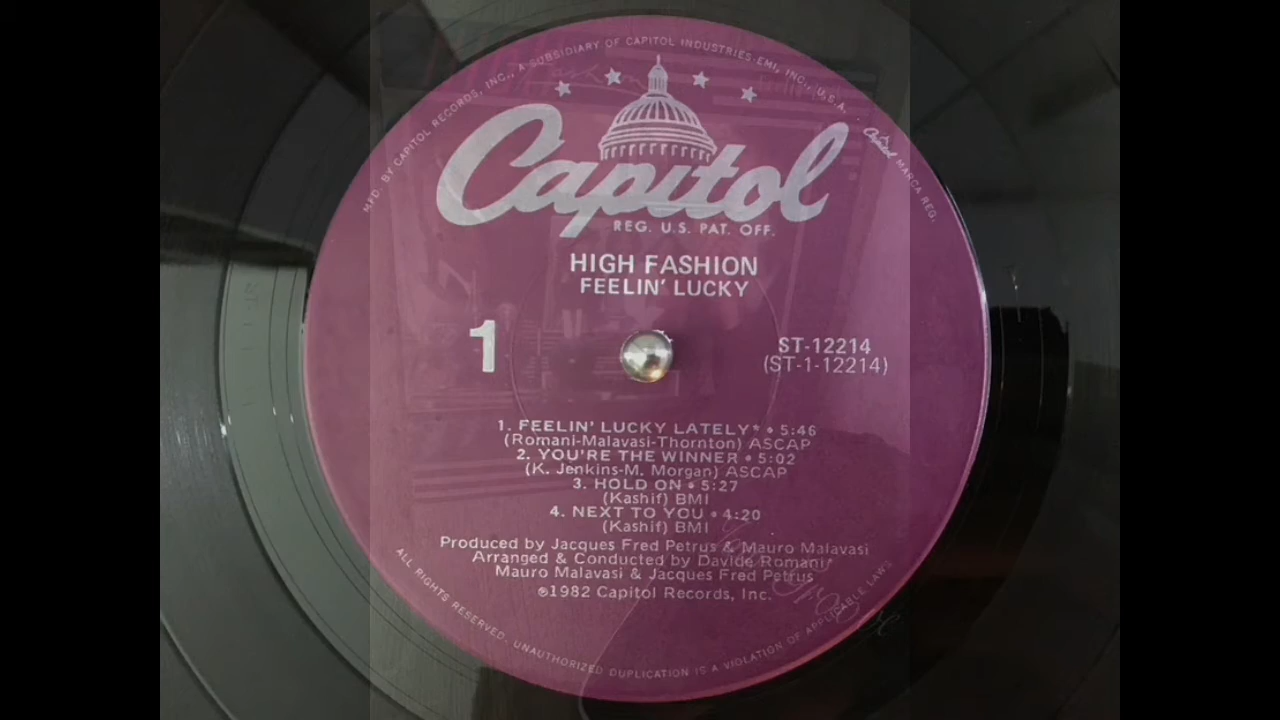 MFD. BY CAPITOL RECORDS, INC., A SUBSIDIARY OF CAPITOL INDUSTRIES-EMI, INC., U.S.A.
Capitol MARCA REG.
Capitol
REG. U.S. PAT. OFF.
HIGH FASHION
FEELIN' LUCKY
1
ST-12214
(ST-1-12214)
1. FEELIN' LUCKY LATELY* • 5:46
(Romani-Malavasi-Thornton) ASCAP
2. YOU'RE THE WINNER • 5:02
(K. Jenkins-M. Morgan) ASCAP
3. HOLD ON • 5:27
(Kashif) BMI
4. NEXT TO YOU • 4:20
(Kashif) BMI
Produced by Jacques Fred Petrus & Mauro Malavasi
Arranged & Conducted by Davide Romani
Mauro Malavasi & Jacques Fred Petrus
℗1982 Capitol Records, Inc.
ALL RIGHTS RESERVED. UNAUTHORIZED DUPLICATION IS A VIOLATION OF APPLICABLE LAWS